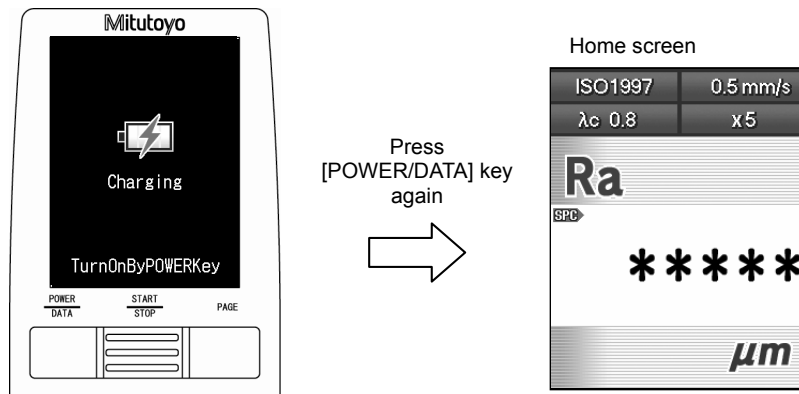 Mitutoyo
Charging
TurnOnByPOWERKey
POWER
DATA
START
STOP
PAGE
Press
[POWER/DATA] key
again
Home screen
ISO1997
0.5 mm/s
λc 0.8
x5
Ra
SPC
*****
µm